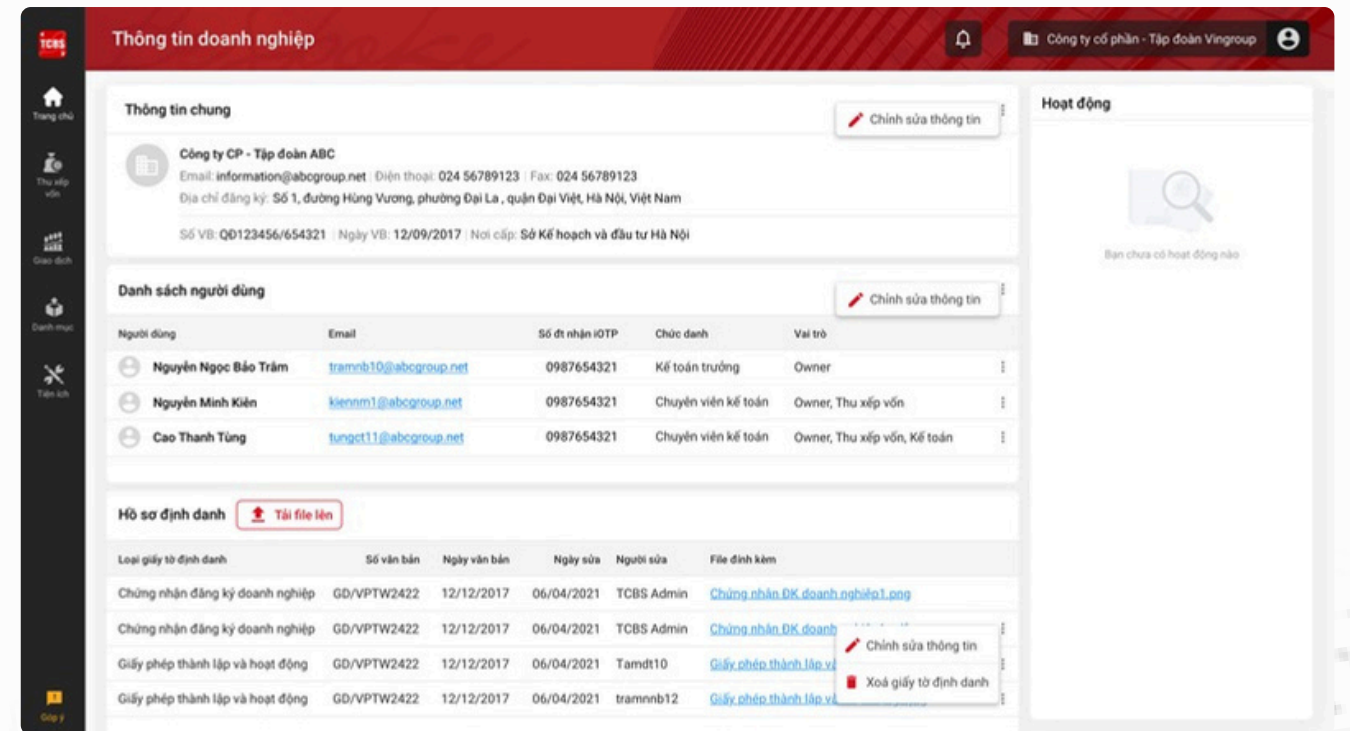 TCBS
Thông tin doanh nghiệp
Công ty cổ phần - Tập đoàn Vingroup
Trang chủ
Thu xếp
vốn
Giao dịch
Danh mục
Tiện ích
Góp ý
Thông tin chung
Chỉnh sửa thông tin
Công ty CP - Tập đoàn ABC
Email: information@abcgroup.net | Điện thoại: 024 56789123 | Fax: 024 56789123
Địa chỉ đăng ký: Số 1, đường Hùng Vương, phường Đại La , quận Đại Việt, Hà Nội, Việt Nam
Số VB: QĐ123456/654321 | Ngày VB: 12/09/2017 | Nơi cấp: Sở Kế hoạch và đầu tư Hà Nội
Danh sách người dùng
Chỉnh sửa thông tin
Người dùng Email Số đt nhận iOTP Chức danh Vai trò
Nguyễn Ngọc Bảo Trâm tramnb10@abcgroup.net 0987654321 Kế toán trưởng Owner
Nguyễn Minh Kiên kiennm1@abcgroup.net 0987654321 Chuyên viên kế toán Owner, Thu xếp vốn
Cao Thanh Tùng tungct11@abcgroup.net 0987654321 Chuyên viên kế toán Owner, Thu xếp vốn, Kế toán
Hồ sơ định danh Tải file lên
Loại giấy tờ định danh Số văn bản Ngày văn bản Ngày sửa Người sửa File đính kèm
Chứng nhận đăng ký doanh nghiệp GD/VPTW2422 12/12/2017 06/04/2021 TCBS Admin Chứng nhận ĐK doanh nghiệp1.png
Chứng nhận đăng ký doanh nghiệp GD/VPTW2422 12/12/2017 06/04/2021 TCBS Admin Chứng nhận ĐK doanh
Giấy phép thành lập và hoạt động GD/VPTW2422 12/12/2017 06/04/2021 Tamdt10 Giấy phép thành lập
Giấy phép thành lập và hoạt động GD/VPTW2422 12/12/2017 06/04/2021 tramnnb12 Giấy phép thành lập
Chỉnh sửa thông tin
Xoá giấy tờ định danh
Hoạt động
Bạn chưa có hoạt động nào